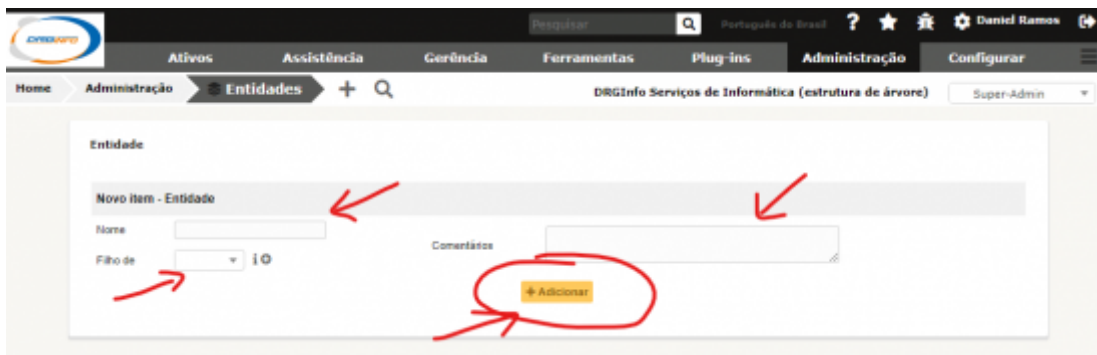 DRGINFO
Pesquisar Português do Brasil ? Daniel Ramos
Ativos Assistência Gerência Ferramentas Plug-ins Administração Configurar
Home Administração Entidades + DRGInfo Serviços de Informática (estrutura de árvore) Super-Admin
Entidade
Novo item - Entidade
Nome
Comentários
Filho de i
+ Adicionar